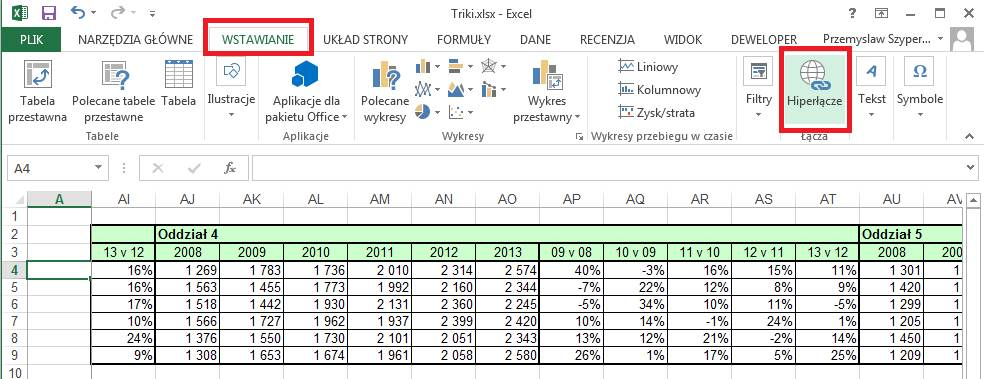 Triki.xlsx - Excel
PLIK NARZĘDZIA GŁÓWNE WSTAWIANIE UKŁAD STRONY FORMUŁY DANE RECENZJA WIDOK DEWELOPER Przemyslaw Szyper...
Tabela przestawna
Polecane tabele przestawne
Tabela
Ilustracje
Aplikacje dla pakietu Office
Polecane wykresy
Wykres przestawny
Liniowy
Kolumnowy
Zysk/strata
Filtry
Hiperłącze
Tekst
Symbole
Tabele Aplikacje Wykresy Wykresy przebiegu w czasie Łącza
A4 fx
A AI AJ AK AL AM AN AO AP AQ AR AS AT AU AV
1
2 Oddział 4 Oddział 5
3 13 v 12 2008 2009 2010 2011 2012 2013 09 v 08 10 v 09 11 v 10 12 v 11 13 v 12 2008 200
4 16% 1 269 1 783 1 736 2 010 2 314 2 574 40% -3% 16% 15% 11% 1 301 1
5 16% 1 563 1 455 1 773 1 992 2 160 2 344 -7% 22% 12% 8% 9% 1 420 1
6 17% 1 518 1 442 1 930 2 131 2 360 2 245 -5% 34% 10% 11% -5% 1 299 1
7 10% 1 566 1 727 1 962 1 937 2 399 2 420 10% 14% -1% 24% 1% 1 205 1
8 24% 1 376 1 550 1 730 2 101 2 051 2 343 13% 12% 21% -2% 14% 1 450 1
9 9% 1 308 1 653 1 674 1 961 2 058 2 580 26% 1% 17% 5% 25% 1 209 1
10